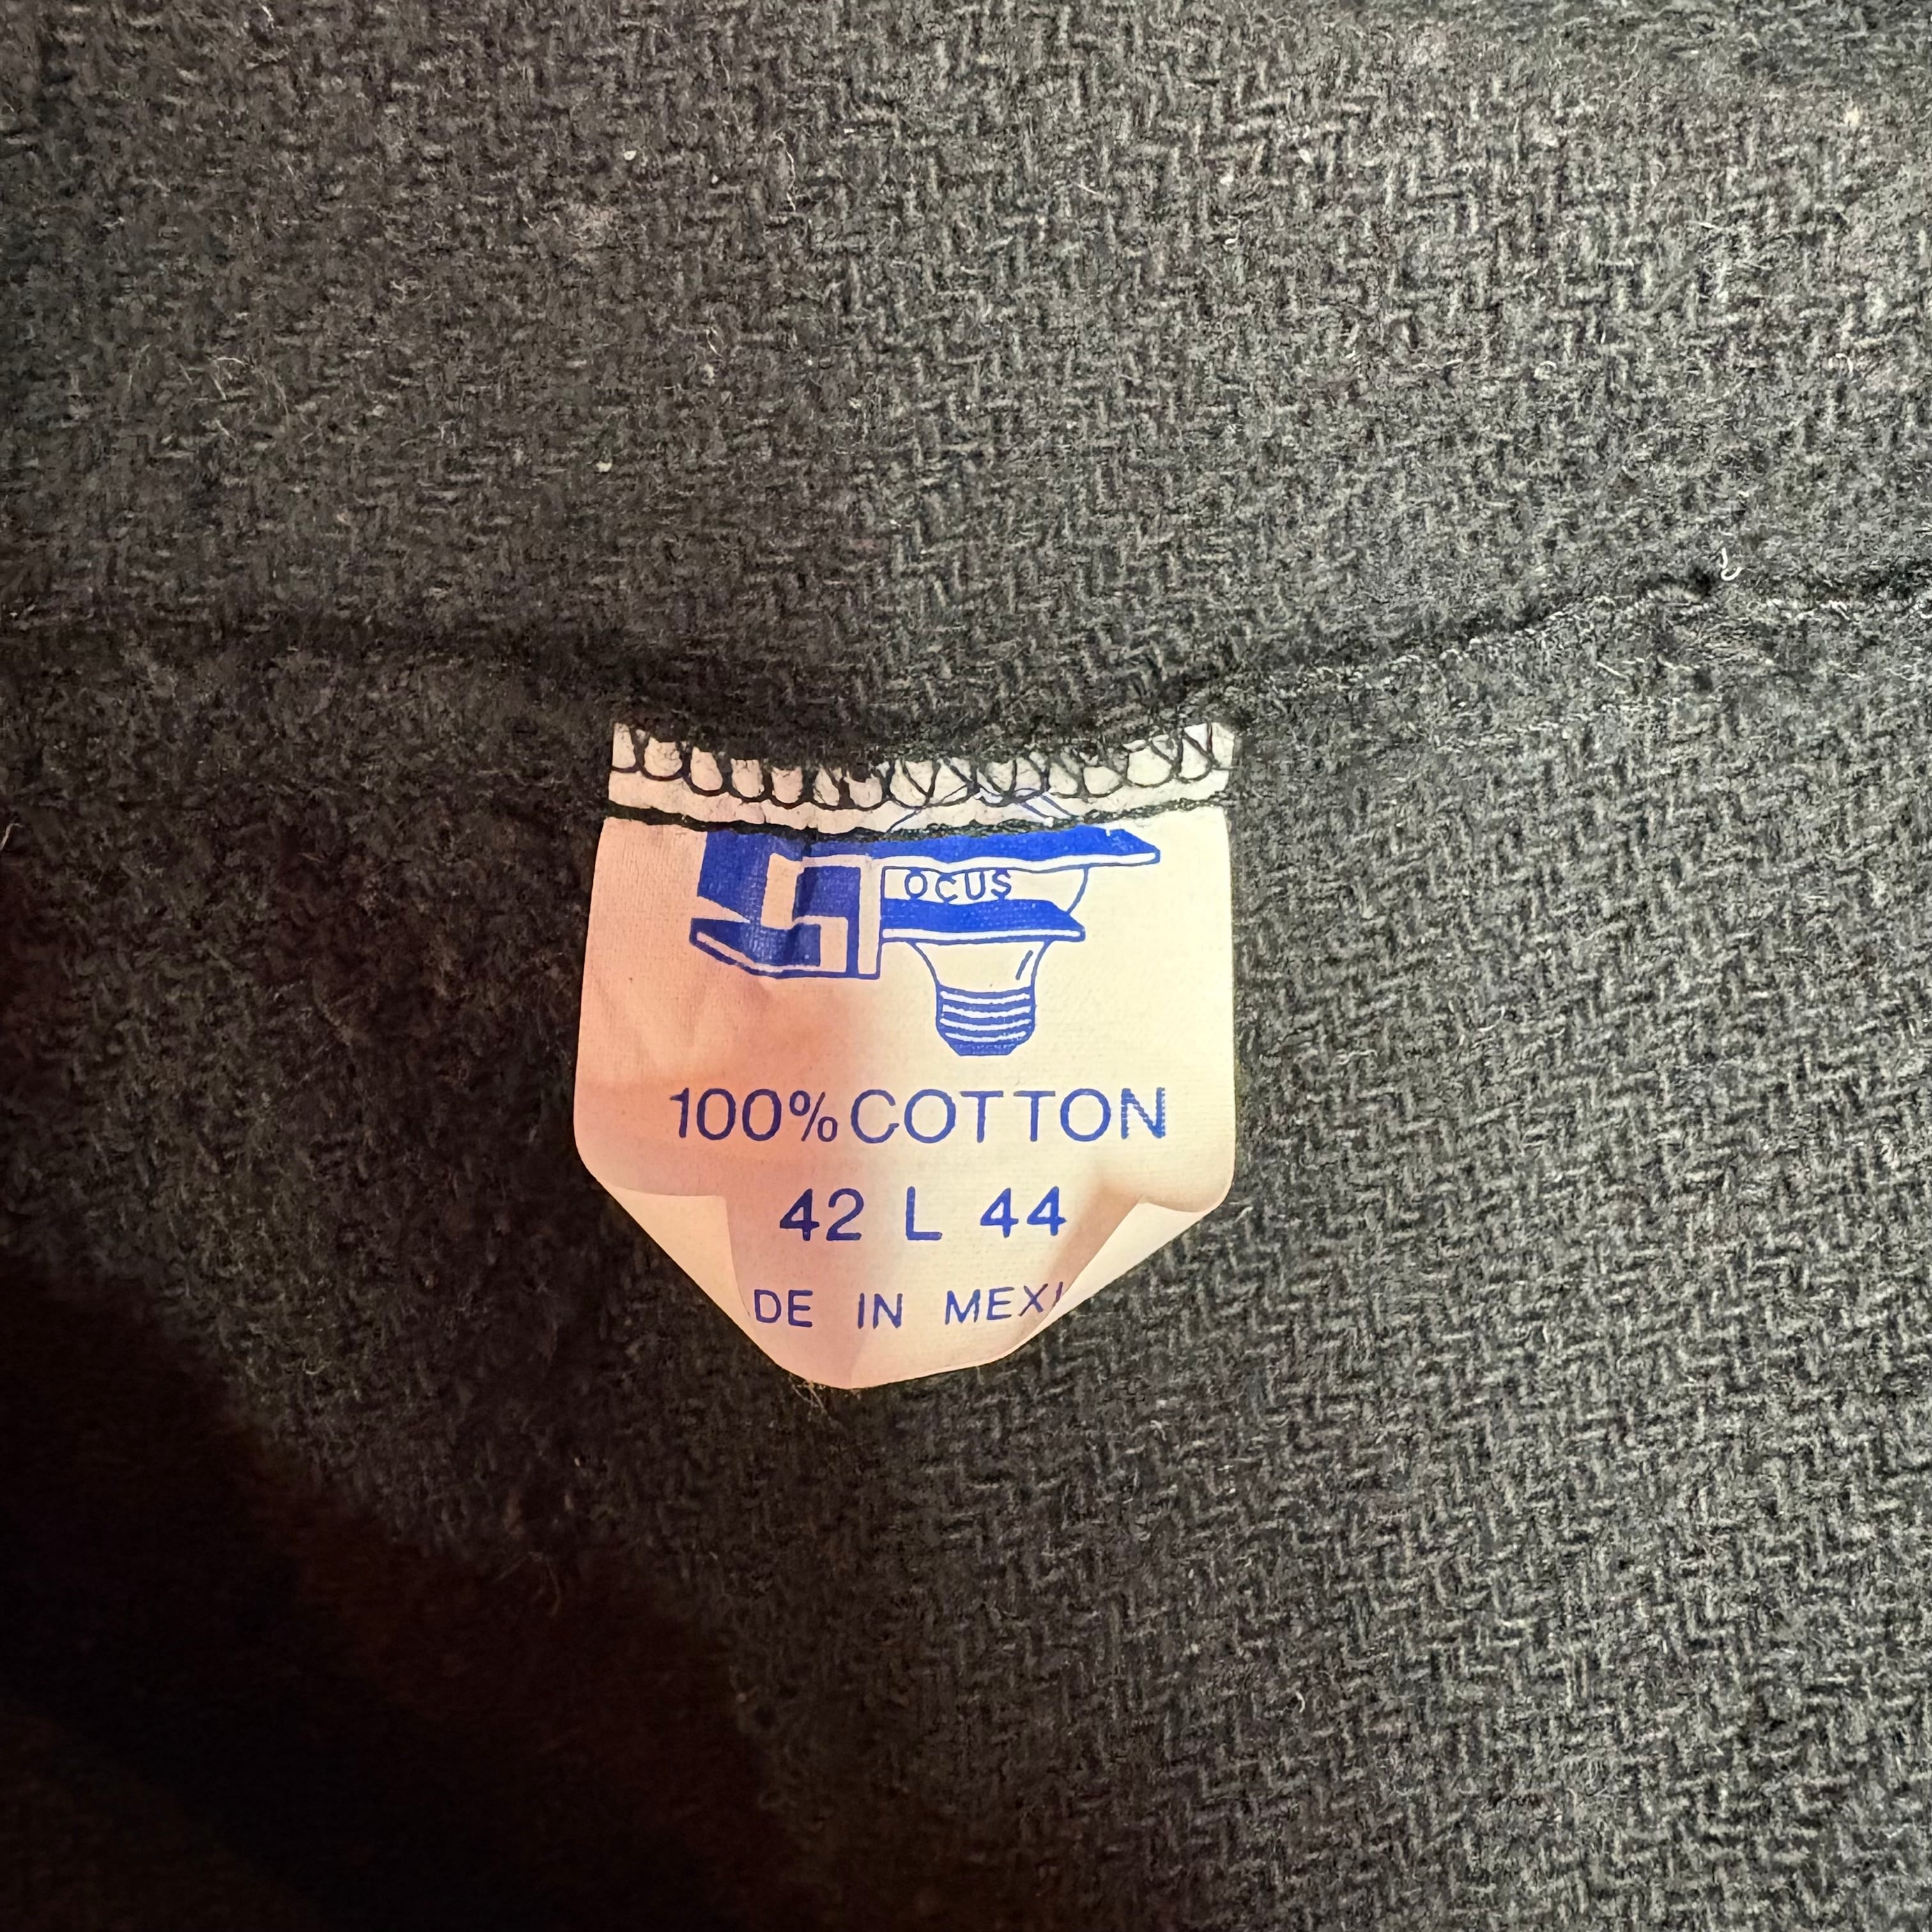 OCUS
100% COTTON
42 L 44
DE IN MEXI